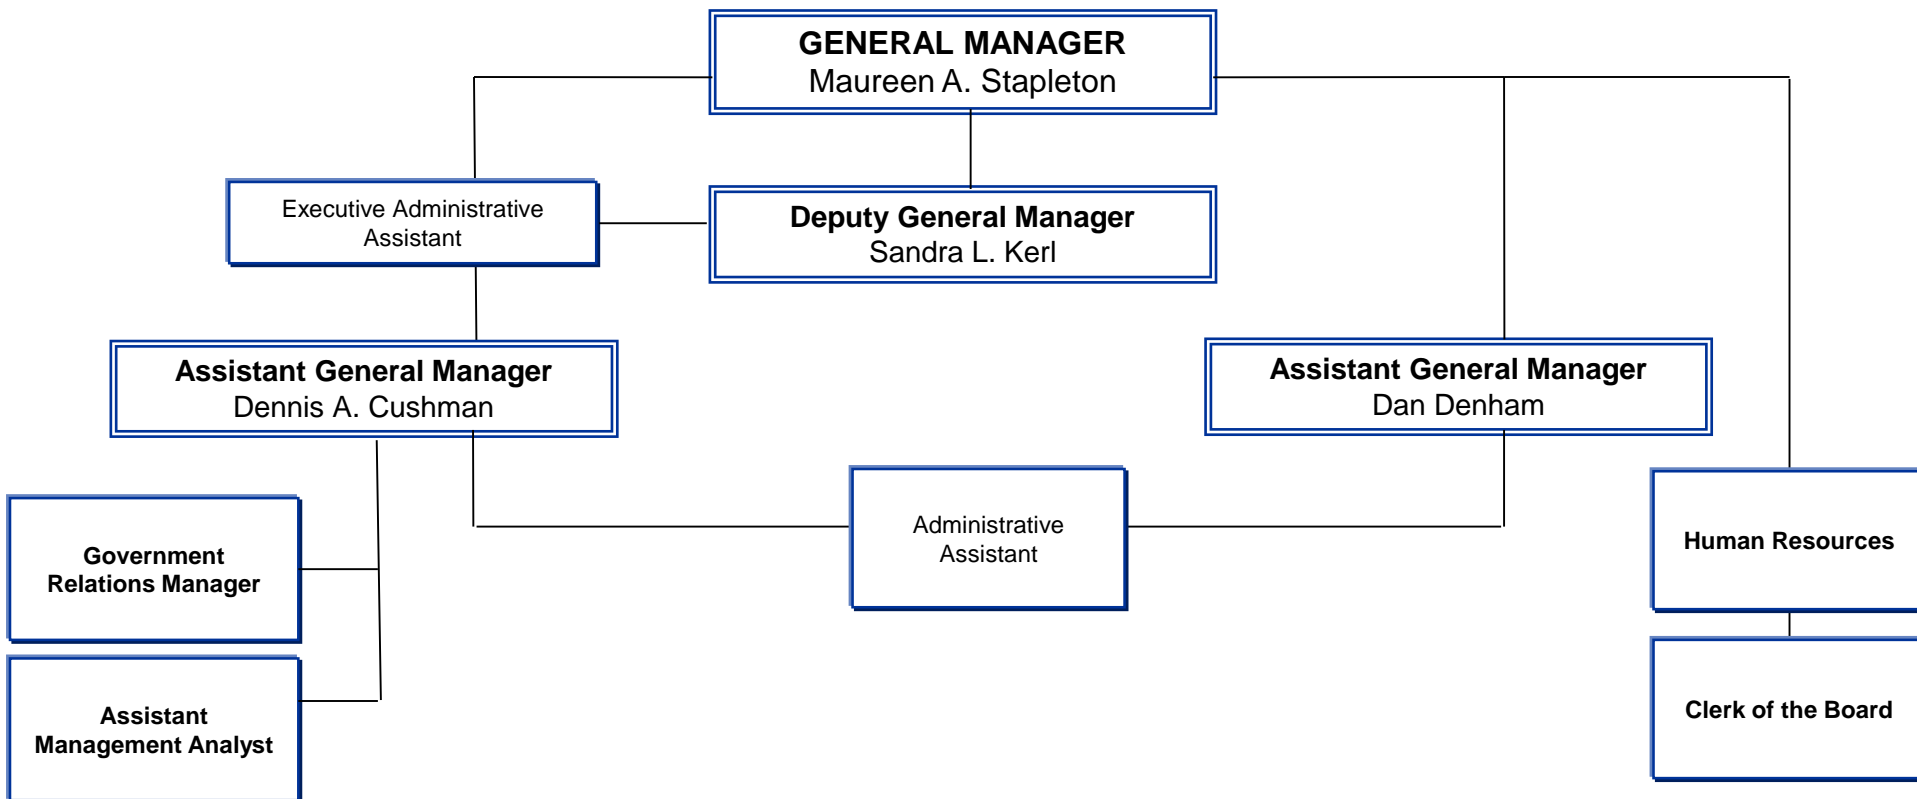 GENERAL MANAGER
Maureen A. Stapleton
Executive Administrative
Assistant
Deputy General Manager
Sandra L. Kerl
Assistant General Manager
Dennis A. Cushman
Assistant General Manager
Dan Denham
Government
Relations Manager
Administrative
Assistant
Human Resources
Assistant
Management Analyst
Clerk of the Board